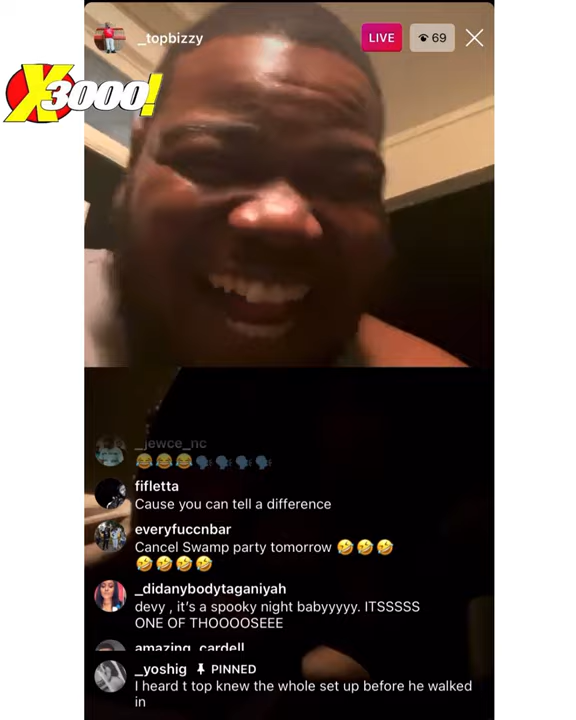 _topbizzy
LIVE
69
X3000!
_jewce_nc
😂😂😂🗣🗣🗣🗣
fifletta
Cause you can tell a difference
everyfuccnbar
Cancel Swamp party tomorrow 🤣🤣🤣
🤣🤣🤣🤣
_didanybodytaganiyah
devy , it’s a spooky night babyyyyy. ITSSSSS
ONE OF THOOOOSEEE
amazing_cardell
_yoshig PINNED
I heard t top knew the whole set up before he walked
in